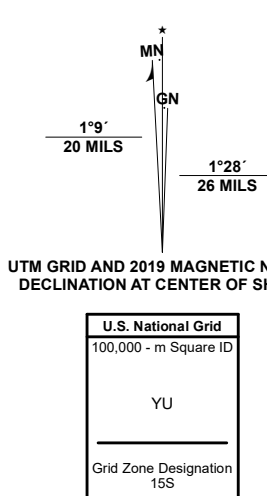 ★
MN
GN
1°9´
20 MILS
1°28´
26 MILS
UTM GRID AND 2019 MAGNETIC N
DECLINATION AT CENTER OF SH
U.S. National Grid
100,000 - m Square ID
YU
Grid Zone Designation
15S